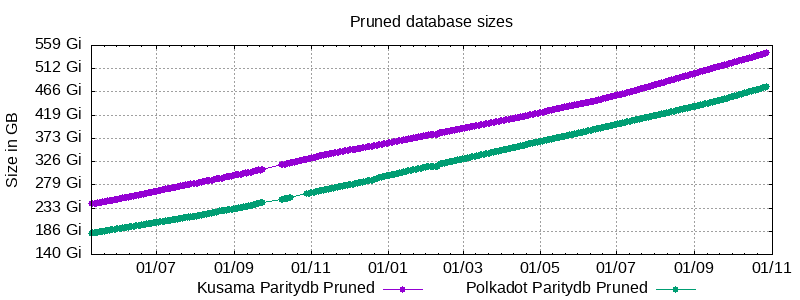 Pruned database sizes
559 Gi
512 Gi
466 Gi
419 Gi
373 Gi
326 Gi
279 Gi
233 Gi
186 Gi
140 Gi
Size in GB
01/07 01/09 01/11 01/01 01/03 01/05 01/07 01/09 01/11
Kusama Paritydb Pruned Polkadot Paritydb Pruned